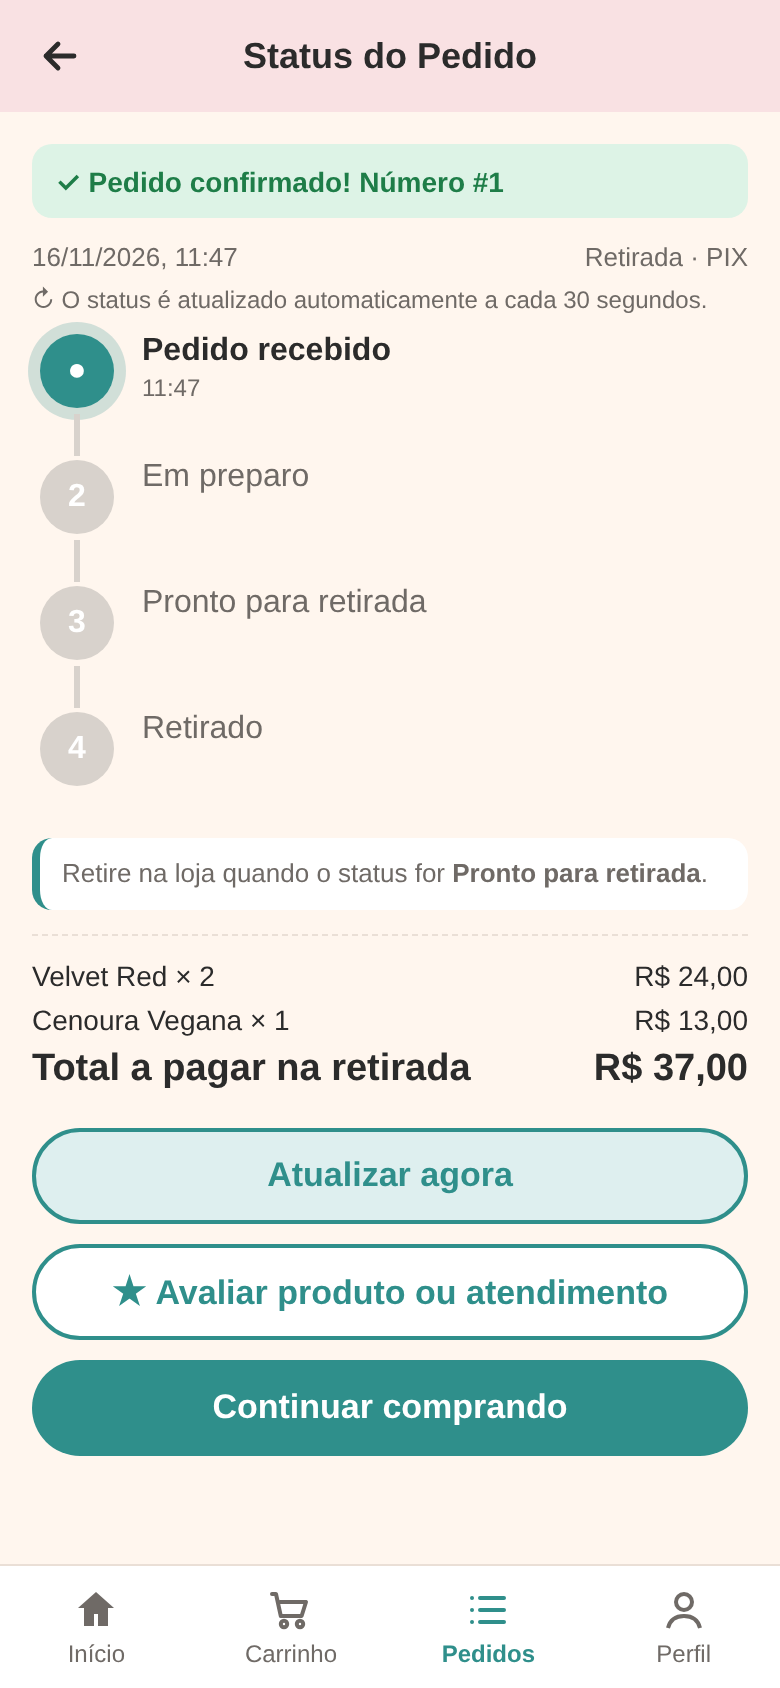 Status do Pedido
✓ Pedido confirmado! Número #1
16/11/2026, 11:47 Retirada · PIX
↻ O status é atualizado automaticamente a cada 30 segundos.
Pedido recebido
11:47
2 Em preparo
3 Pronto para retirada
4 Retirado
Retire na loja quando o status for Pronto para retirada.
Velvet Red × 2 R$ 24,00
Cenoura Vegana × 1 R$ 13,00
Total a pagar na retirada R$ 37,00
Atualizar agora
★ Avaliar produto ou atendimento
Continuar comprando
Início Carrinho Pedidos Perfil